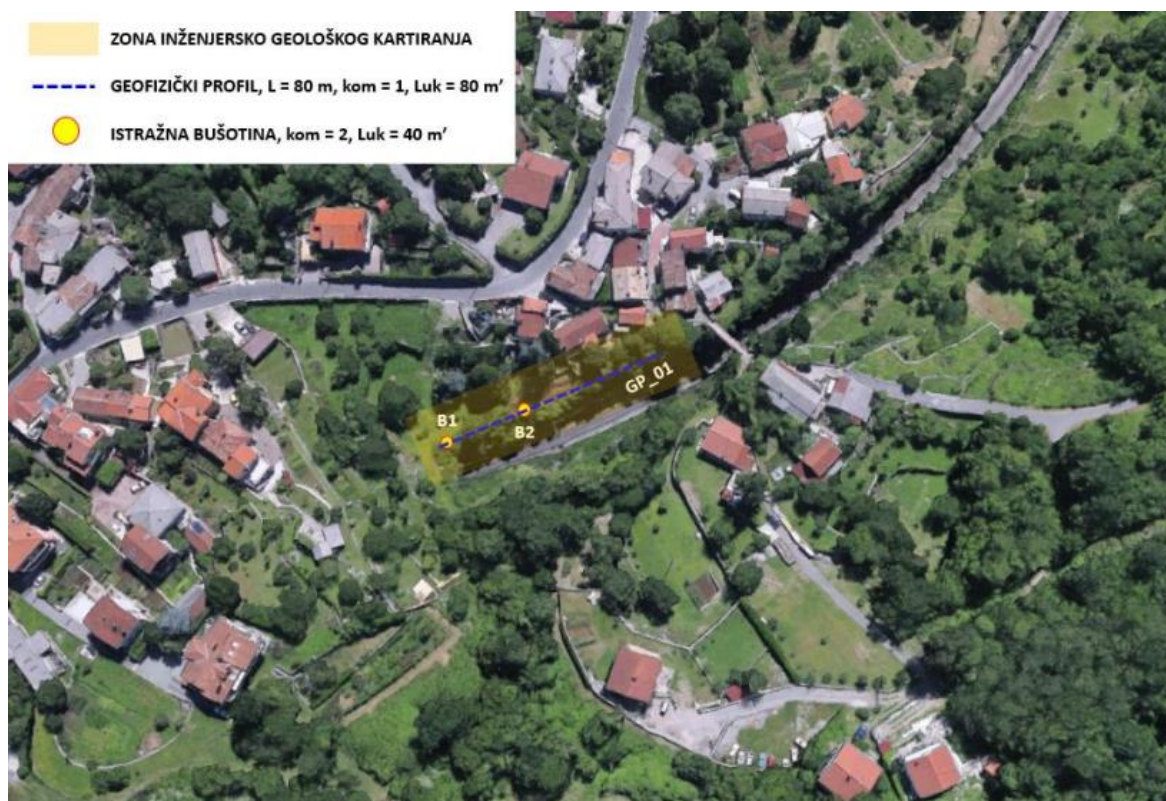 ZONA INŽENJERSKO GEOLOŠKOG KARTIRANJA
GEOFIZIČKI PROFIL, L = 80 m, kom = 1, Luk = 80 m’
ISTRAŽNA BUŠOTINA, kom = 2, Luk = 40 m’
GP_01
B1
B2